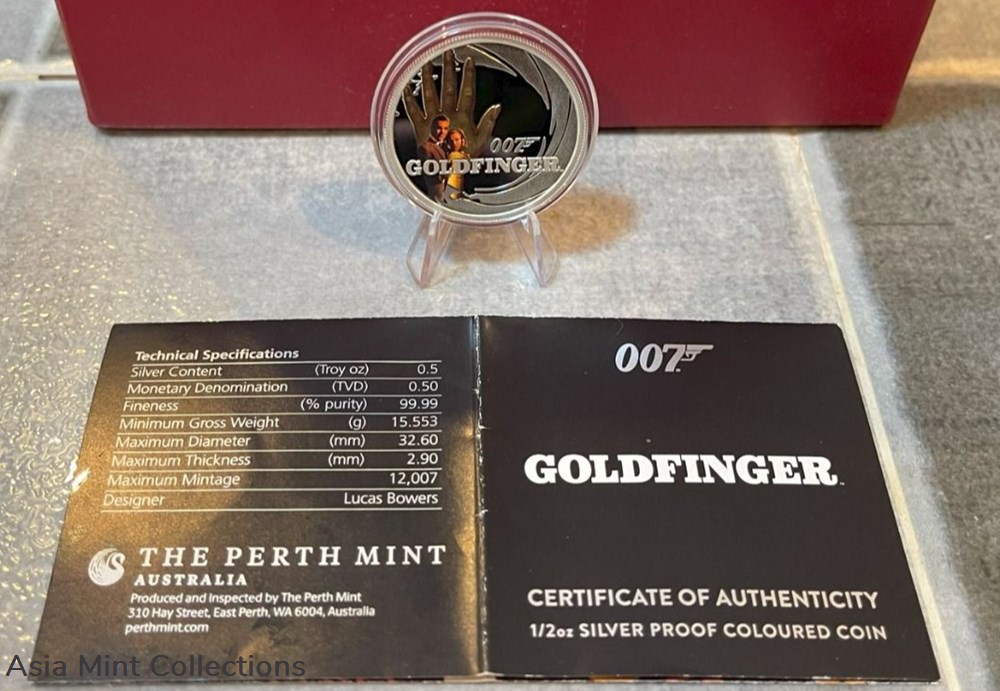 007
GOLDFINGER
Technical Specifications
Silver Content (Troy oz) 0.5
Monetary Denomination (TVD) 0.50
Fineness (% purity) 99.99
Minimum Gross Weight (g) 15.553
Maximum Diameter (mm) 32.60
Maximum Thickness (mm) 2.90
Maximum Mintage 12,007
Designer Lucas Bowers
THE PERTH MINT
AUSTRALIA
Produced and inspected by The Perth Mint
310 Hay Street, East Perth, WA 6004, Australia
perthmint.com
007
GOLDFINGER™
CERTIFICATE OF AUTHENTICITY
1/2oz SILVER PROOF COLOURED COIN
Asia Mint Collections